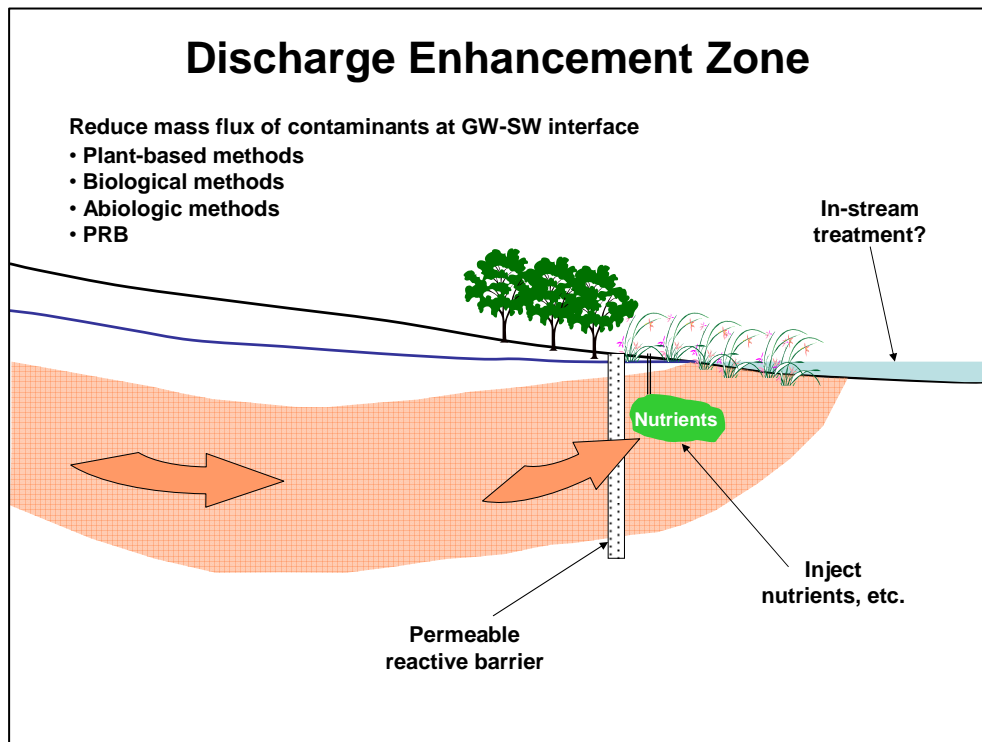 Discharge Enhancement Zone
Reduce mass flux of contaminants at GW-SW interface
• Plant-based methods
• Biological methods
• Abiologic methods
• PRB
In-stream
treatment?
Nutrients
Inject
nutrients, etc.
Permeable
reactive barrier